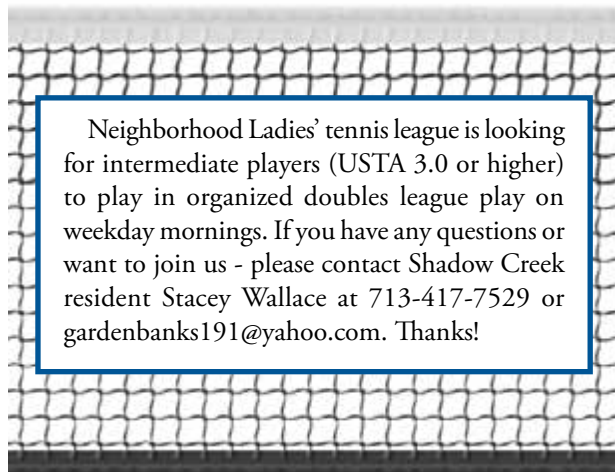 Neighborhood Ladies' tennis league is looking
for intermediate players (USTA 3.0 or higher)
to play in organized doubles league play on
weekday mornings. If you have any questions or
want to join us - please contact Shadow Creek
resident Stacey Wallace at 713-417-7529 or
gardenbanks191@yahoo.com. Thanks!